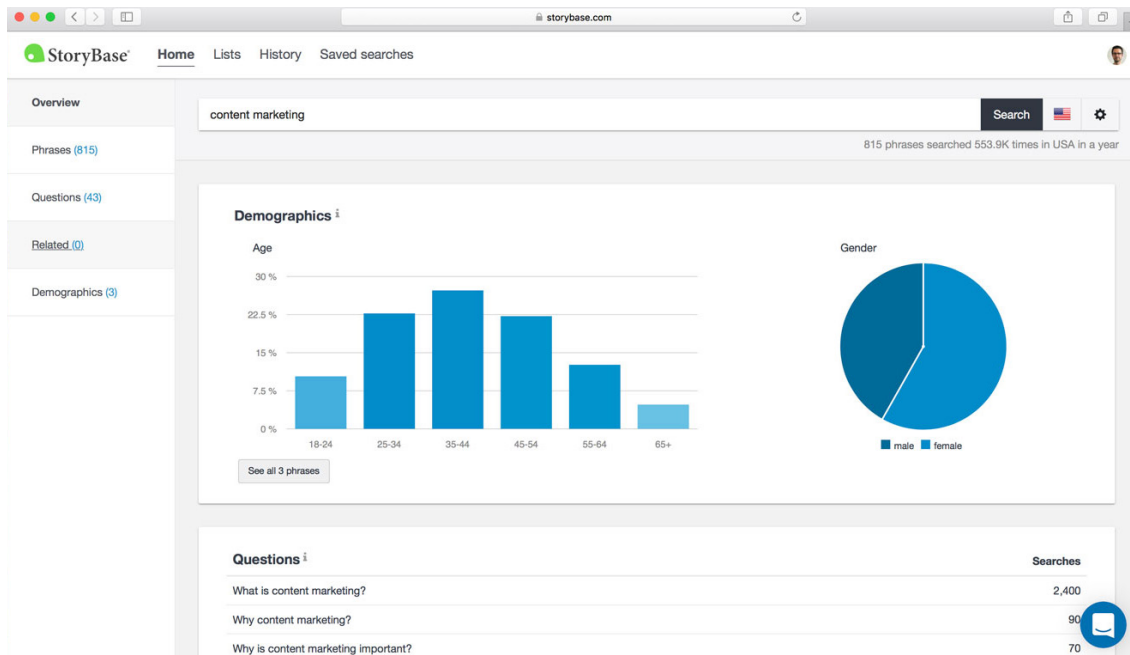 storybase.com
StoryBase Home Lists History Saved searches
Overview
Phrases (815)
Questions (43)
Related (0)
Demographics (3)
content marketing Search
815 phrases searched 553.9K times in USA in a year
Demographics i
Age
30 %
22.5 %
15 %
7.5 %
0 %
18-24 25-34 35-44 45-54 55-64 65+
See all 3 phrases
Gender
male female
Questions i Searches
What is content marketing? 2,400
Why content marketing? 90
Why is content marketing important? 70